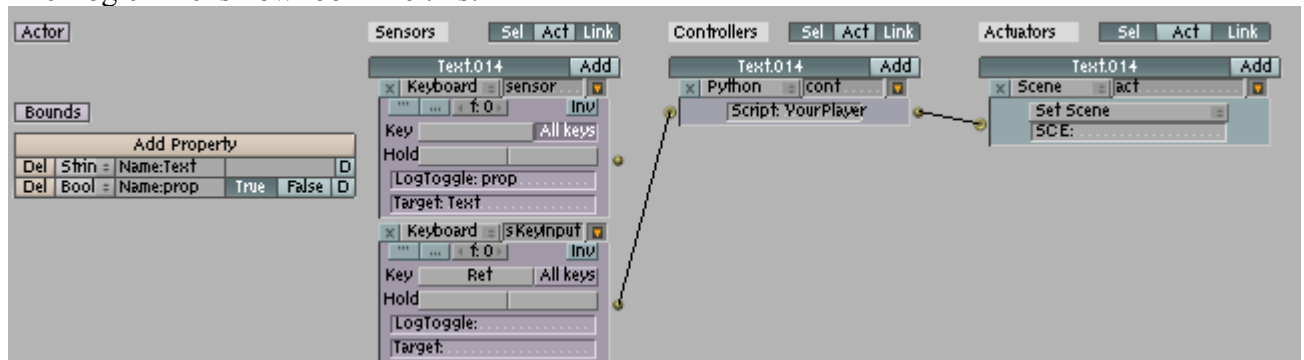 Actor
Sensors Sel Act Link Controllers Sel Act Link Actuators Sel Act Link
Text.014 Add Text.014 Add Text.014 Add
x Keyboard sensor x Python cont x Scene act
f: 0 Inv Script: YourPlayer Set Scene
Bounds
Key All keys SCE:
Add Property
Hold
Del Strin Name:Text D
LogToggle: prop
Del Bool Name:prop True False D
Target: Text
x Keyboard sKeyInput
f: 0 Inv
Key Ret All keys
Hold
LogToggle:
Target: